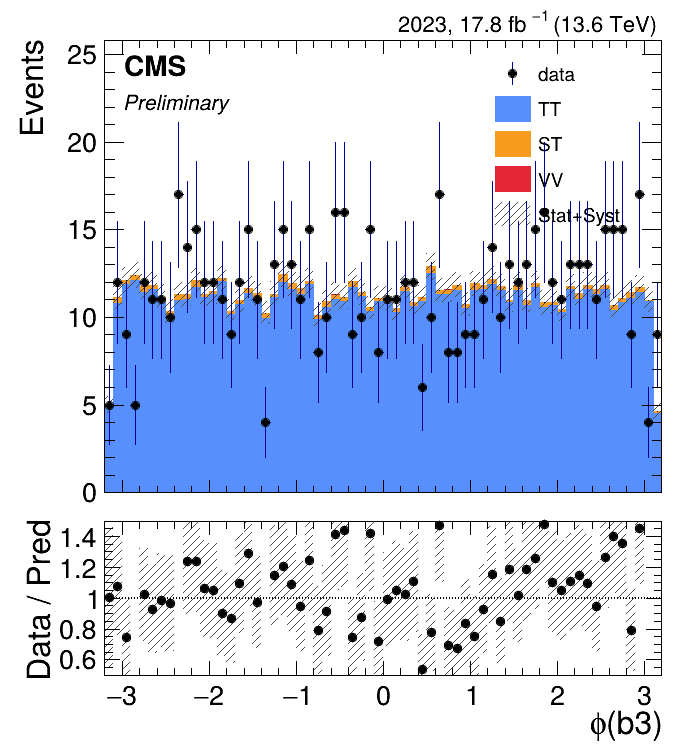 2023, 17.8 fb⁻¹ (13.6 TeV)
CMS
Preliminary
data
TT
ST
VV
Stat+Syst
Events
25
20
15
10
5
0
Data / Pred
1.4
1.2
1
0.8
0.6
−3 −2 −1 0 1 2 3
ϕ(b3)